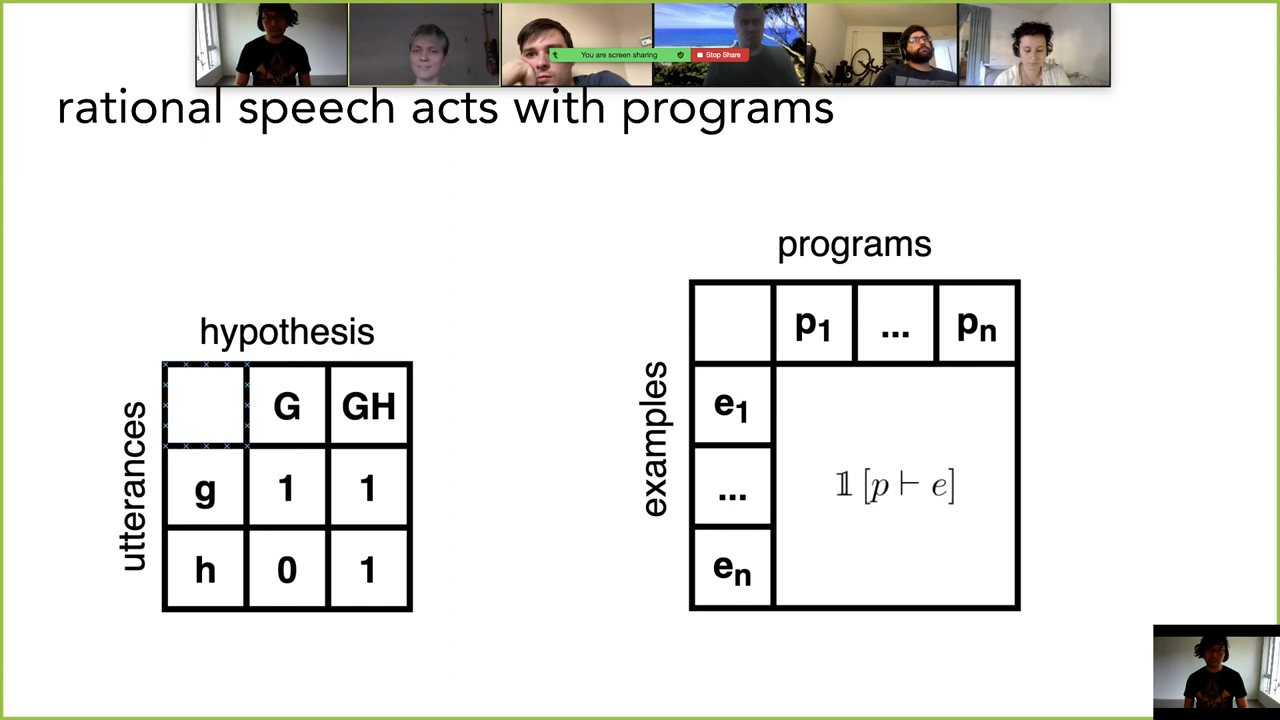 You are screen sharing
Stop Share
rational speech acts with programs
hypothesis
utterances
G GH
g 1 1
h 0 1
programs
examples
p1 ... pn
e1
...
en
𝟙 [p ⊢ e]